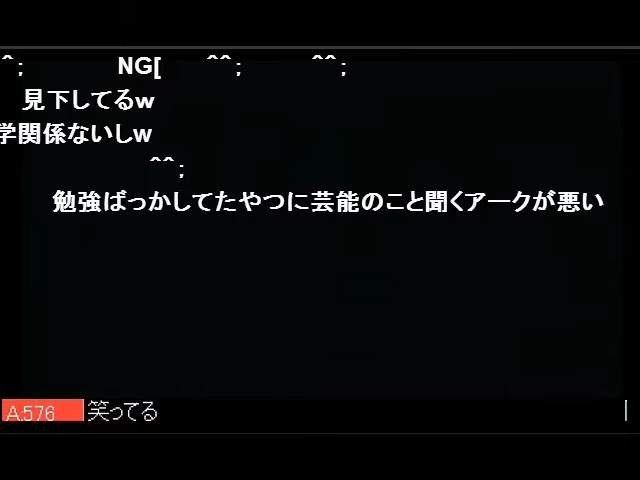 ^; NG[ ^^; ^^;
見下してるw
学関係ないしw
^^;
勉強ばっかしてたやつに芸能のこと聞くアークが悪い
A.576 笑ってる